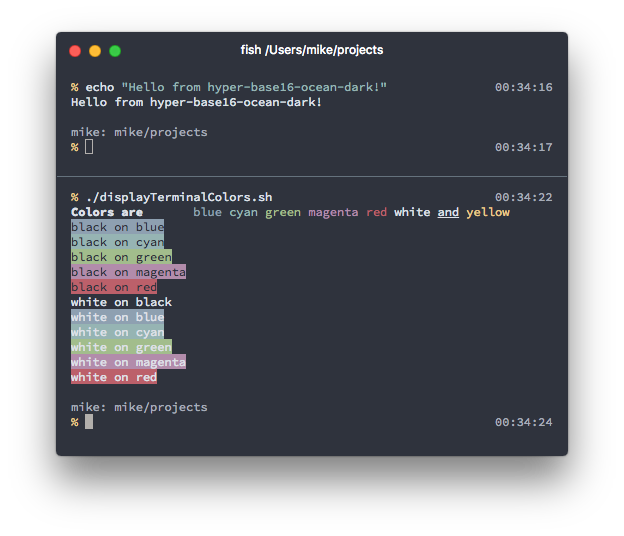 fish /Users/mike/projects
% echo "Hello from hyper-base16-ocean-dark!" 00:34:16
Hello from hyper-base16-ocean-dark!
mike: mike/projects
% 00:34:17
% ./displayTerminalColors.sh 00:34:22
Colors are blue cyan green magenta red white and yellow
black on blue
black on cyan
black on green
black on magenta
black on red
white on black
white on blue
white on cyan
white on green
white on magenta
white on red
mike: mike/projects
% 00:34:24